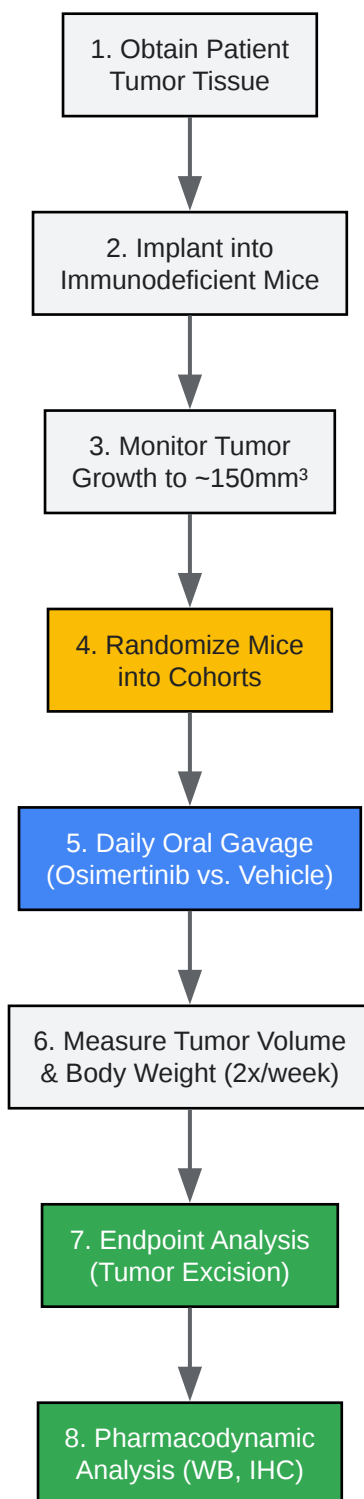 1. Obtain Patient
Tumor Tissue
2. Implant into
Immunodeficient Mice
3. Monitor Tumor
Growth to ~150mm³
4. Randomize Mice
into Cohorts
5. Daily Oral Gavage
(Osimertinib vs. Vehicle)
6. Measure Tumor Volume
& Body Weight (2x/week)
7. Endpoint Analysis
(Tumor Excision)
8. Pharmacodynamic
Analysis (WB, IHC)